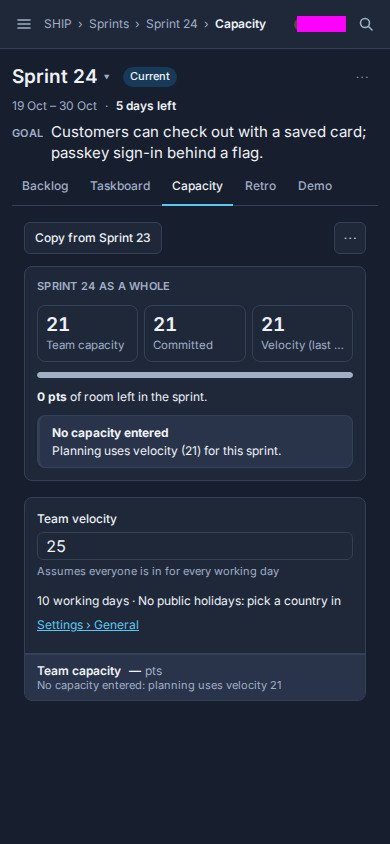 SHIP › Sprints › Sprint 24 › Capacity
Sprint 24 ▾ Current ...
19 Oct – 30 Oct · 5 days left
GOAL Customers can check out with a saved card;
passkey sign-in behind a flag.
Backlog Taskboard Capacity Retro Demo
Copy from Sprint 23 ...
SPRINT 24 AS A WHOLE
21 21 21
Team capacity Committed Velocity (last ...
0 pts of room left in the sprint.
No capacity entered
Planning uses velocity (21) for this sprint.
Team velocity
25
Assumes everyone is in for every working day
10 working days · No public holidays: pick a country in
Settings › General
Team capacity — pts
No capacity entered: planning uses velocity 21